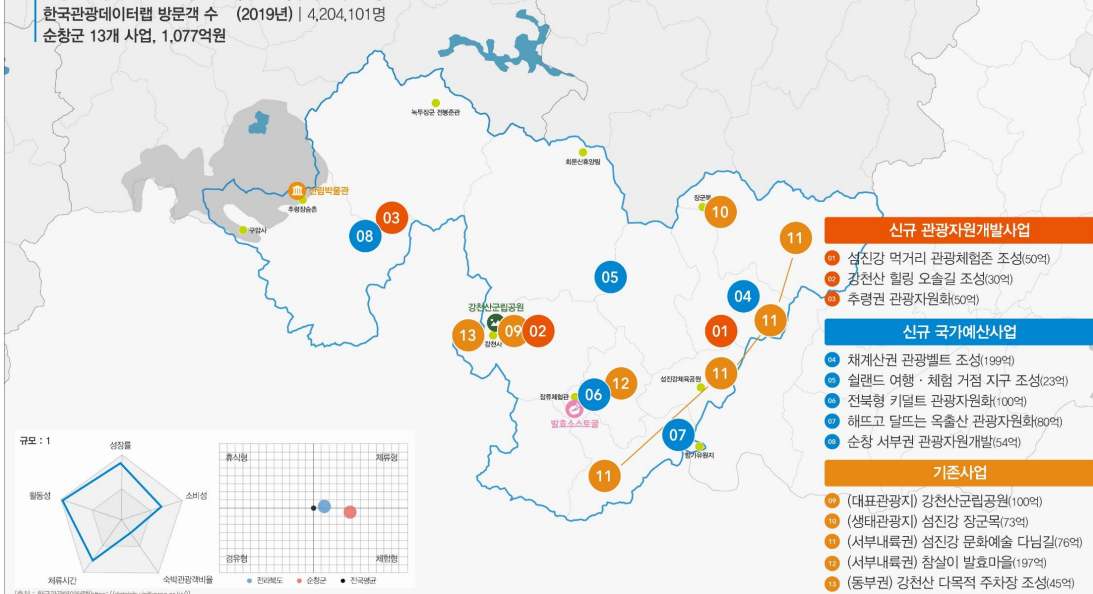 한국관광데이터랩 방문객 수 (2019년) | 4,204,101명
순창군 13개 사업, 1,077억원
녹두장군 전봉준관
회문산휴양림
산림박물관
추령장승촌
구암사
장군목
10
11
03
08
05
04
강천산군립공원
13
09
02
강천사
01
11
11
섬진강체육공원
장류체험관
06
12
발효소스토굴
07
향가유원지
11
신규 관광자원개발사업
01 섬진강 먹거리 관광체험존 조성(50억)
02 강천산 힐링 오솔길 조성(30억)
03 추령권 관광자원화(50억)
신규 국가예산사업
04 채계산권 관광벨트 조성(199억)
05 쉴랜드 여행·체험 거점 지구 조성(23억)
06 전북형 키덜트 관광자원화(100억)
07 해뜨고 달뜨는 옥출산 관광자원화(80억)
08 순창 서부권 관광자원개발(54억)
기존사업
09 (대표관광지) 강천산군립공원(100억)
10 (생태관광지) 섬진강 장군목(73억)
11 (서부내륙권) 섬진강 문화예술 다님길(76억)
12 (서부내륙권) 참살이 발효마을(197억)
13 (동부권) 강천산 다목적 주차장 조성(45억)
규모 : 1
성장률
활동성
소비성
체류시간
숙박관광객비율
휴식형
체류형
경유형
체험형
전라북도
순창군
전국평균